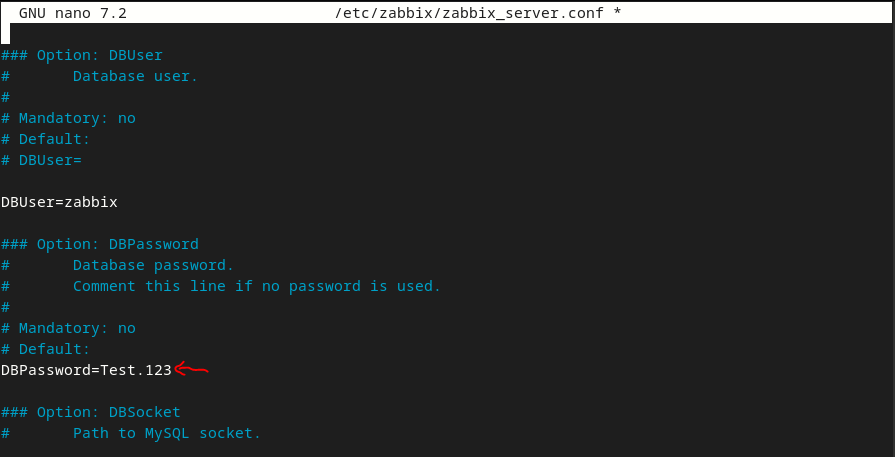 GNU nano 7.2 /etc/zabbix/zabbix_server.conf *
### Option: DBUser
# Database user.
#
# Mandatory: no
# Default:
# DBUser=
DBUser=zabbix
### Option: DBPassword
# Database password.
# Comment this line if no password is used.
#
# Mandatory: no
# Default:
DBPassword=Test.123
### Option: DBSocket
# Path to MySQL socket.